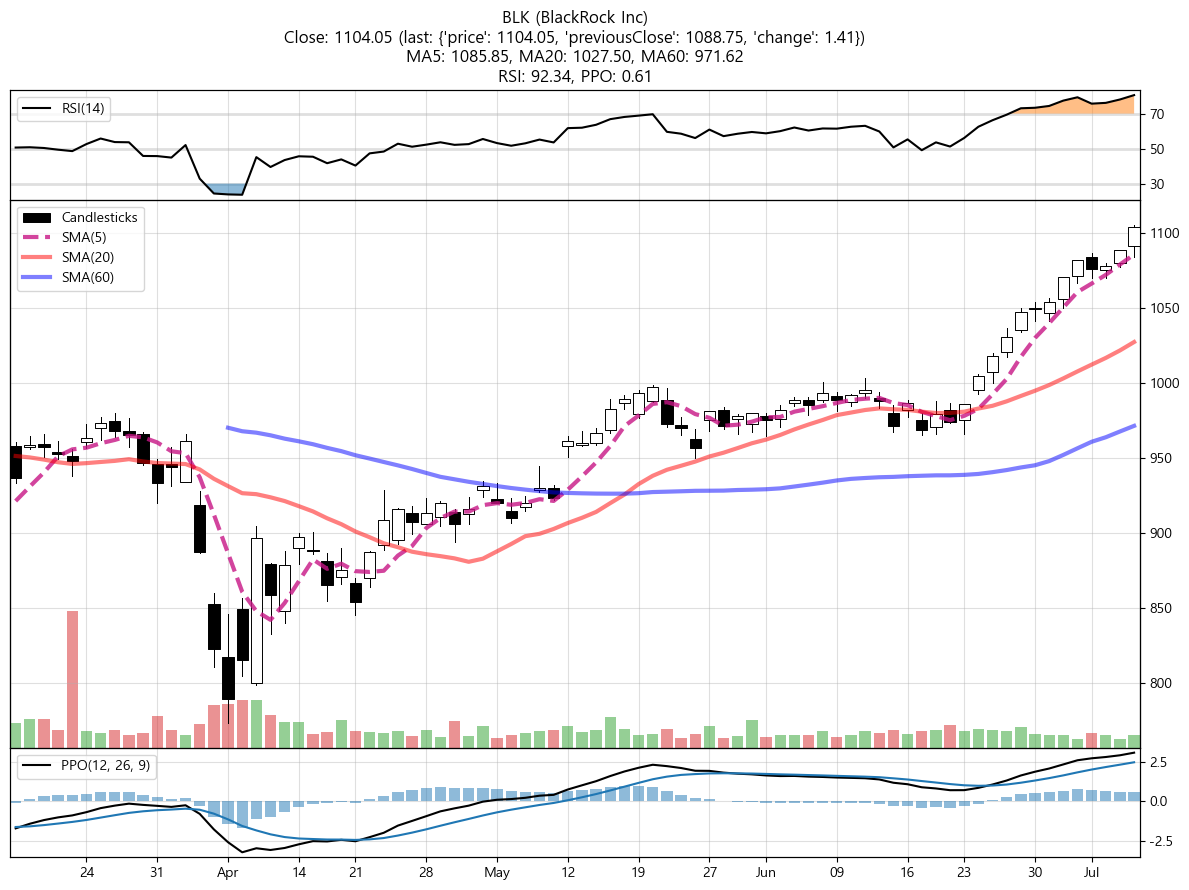 BLK (BlackRock Inc)
Close: 1104.05 (last: {'price': 1104.05, 'previousClose': 1088.75, 'change': 1.41})
MA5: 1085.85, MA20: 1027.50, MA60: 971.62
RSI: 92.34, PPO: 0.61
RSI(14)
70
50
30
Candlesticks
SMA(5)
SMA(20)
SMA(60)
1100
1050
1000
950
900
850
800
PPO(12, 26, 9)
2.5
0.0
-2.5
24 31 Apr 14 21 28 May 12 19 27 Jun 09 16 23 30 Jul